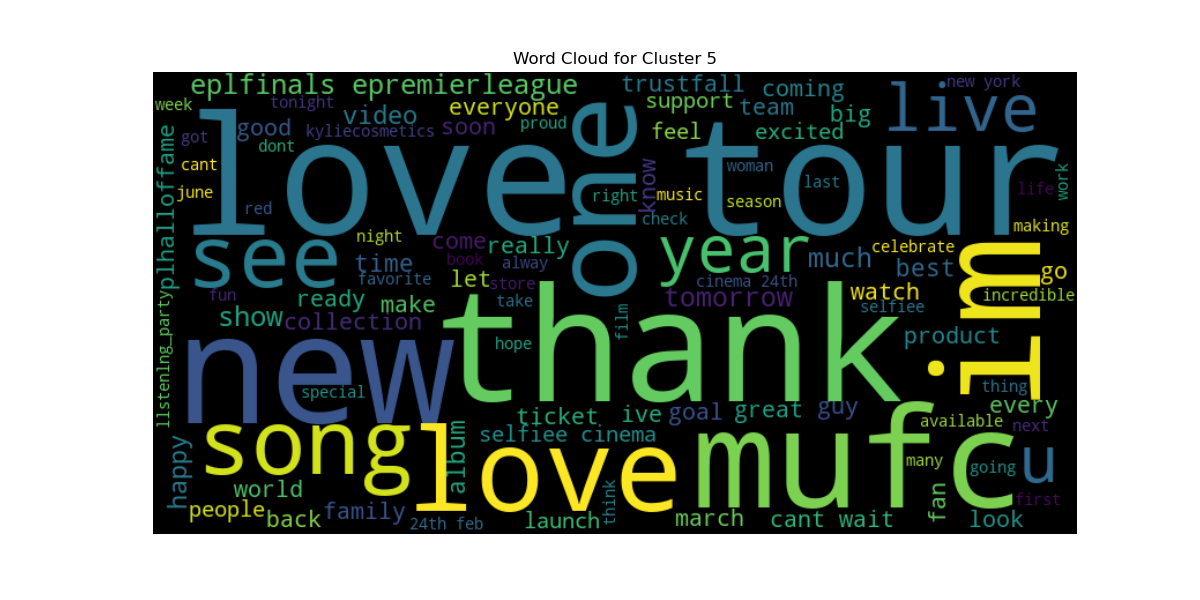 Word Cloud for Cluster 5
eplfinals epremierleague
trustfall
coming
new york
week
tonight
video
everyone
support
team
big
live
got
good
kyliecosmetics
soon
proud
feel
excited
dont
love
one
tour
cant
know
woman
last
work
plhalloffame
june
right
music
life
red
check
season
making
night
come
really
year
much
celebrate
im
see
time
book
alway
best
go
favorite
let
store
cinema 24th
fun
ready
make
take
tomorrow
watch
incredible
listening_party
show
collection
film
selfiee
thank
product
new
hope
special
thing
ticket
ive
goal
great
guy
every
song
love
album
selfiee cinema
mufc
available
next
happy
many
going
u
world
think
first
people
family
24th feb
back
launch
march
cant wait
fan
look